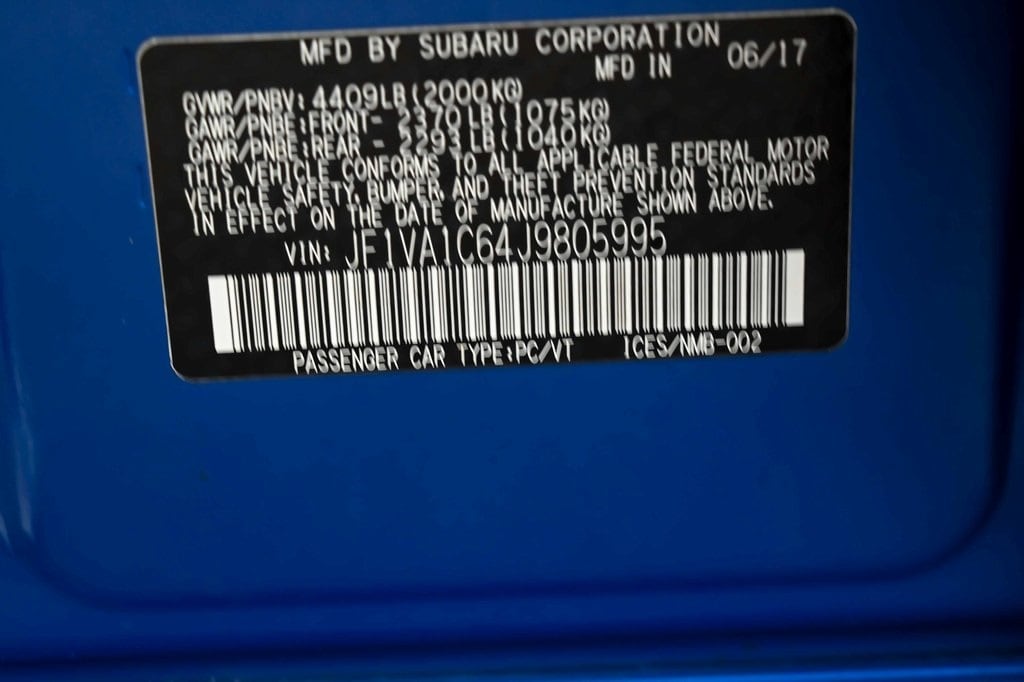 MFD BY SUBARU CORPORATION
MFD IN 06/17
GVWR/PNBV: 4409LB(2000KG)
GAWR/PNBE:FRONT- 2370LB(1075KG)
GAWR/PNBE:REAR - 2293LB(1040KG)
THIS VEHICLE CONFORMS TO ALL APPLICABLE FEDERAL MOTOR
VEHICLE SAFETY, BUMPER, AND THEFT PREVENTION STANDARDS
IN EFFECT ON THE DATE OF MANUFACTURE SHOWN ABOVE.
VIN: JF1VA1C64J9805995
PASSENGER CAR TYPE:PC/VT ICES/NMB-002